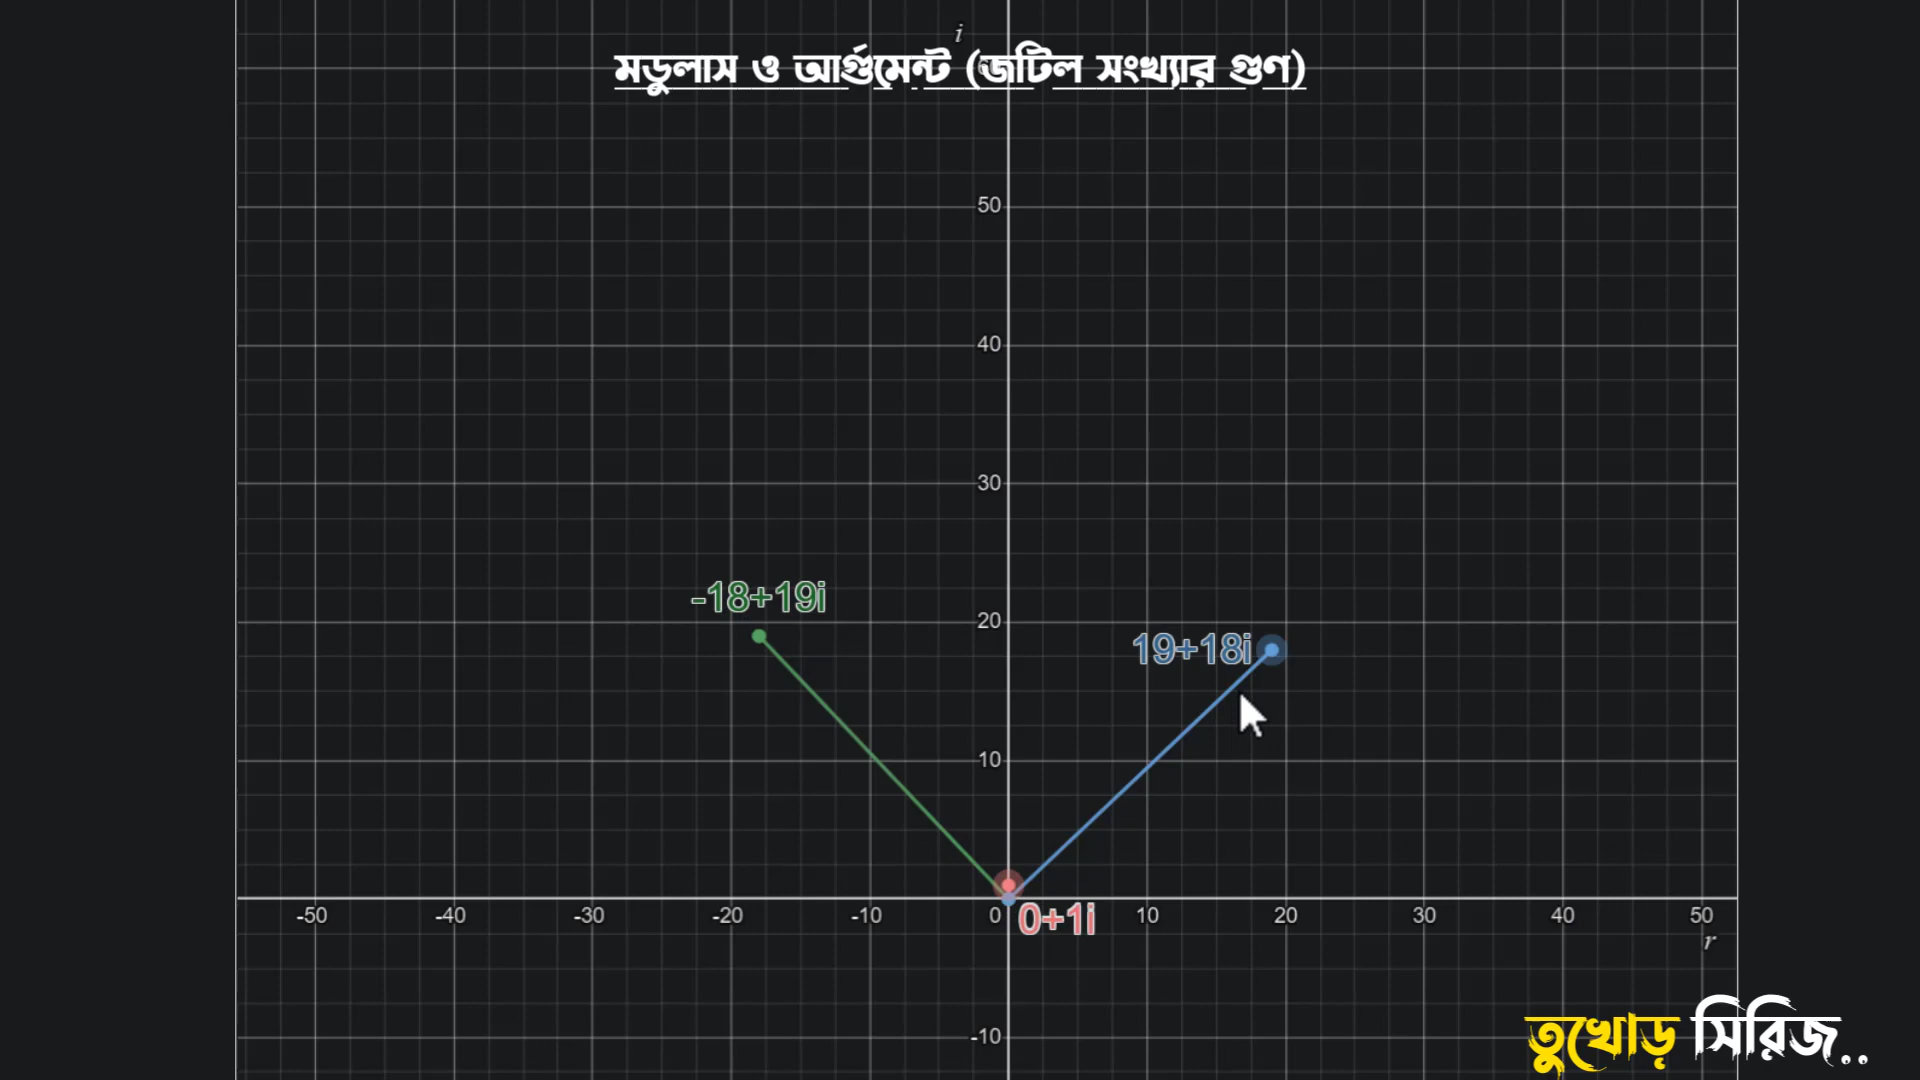 i
মডুলাস ও আর্গুমেন্ট (জটিল সংখ্যার গুণ)
50
40
30
-18+19i
20
19+18i
10
-50 -40 -30 -20 -10 0 10 20 30 40 50
0+1i
r
-10
তুখোড় সিরিজ..